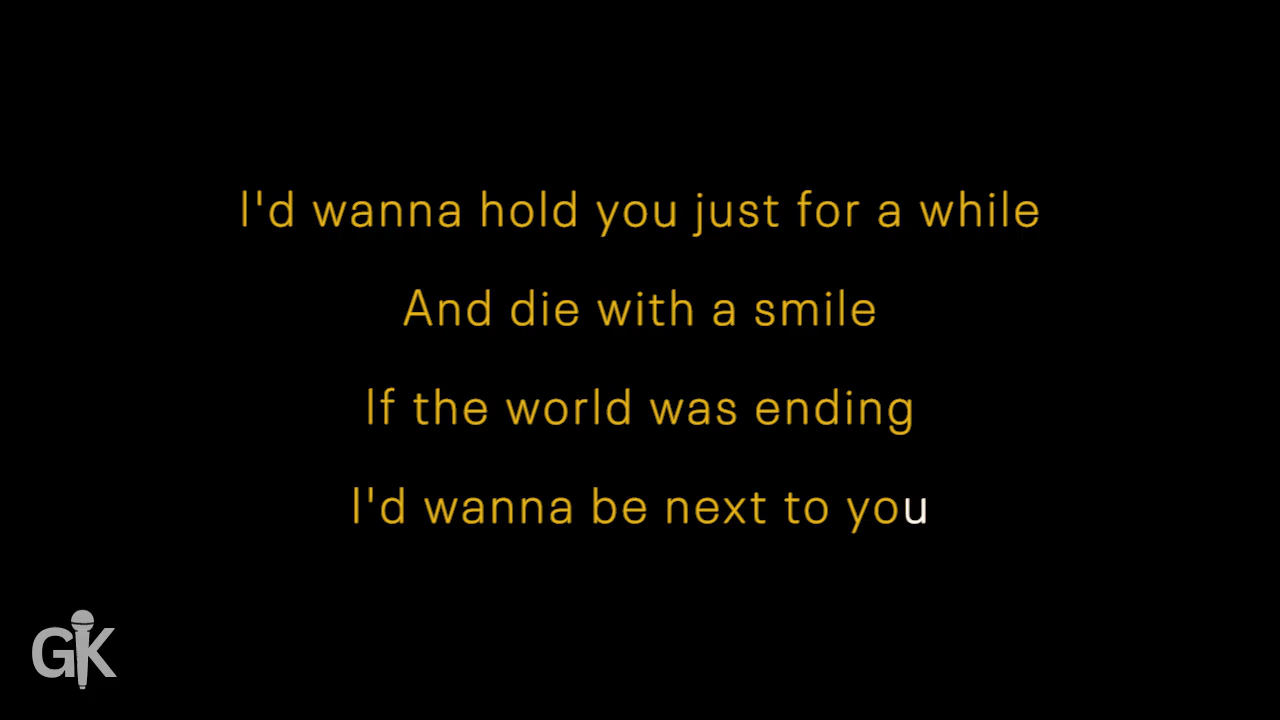 I'd wanna hold you just for a while
And die with a smile
If the world was ending
I'd wanna be next to you
GK